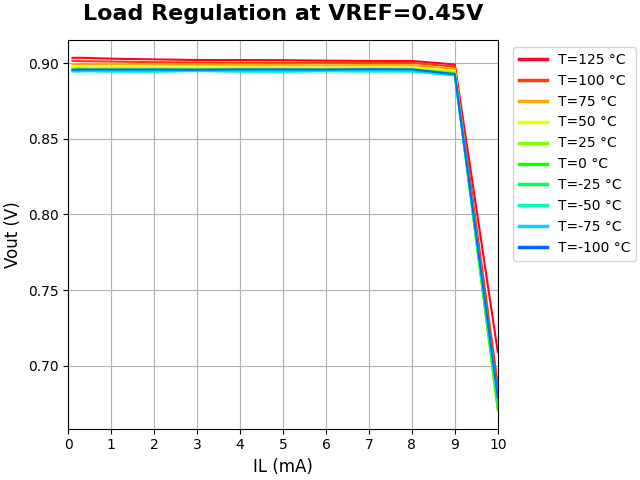 Load Regulation at VREF=0.45V
Vout (V)
0.90
0.85
0.80
0.75
0.70
0 1 2 3 4 5 6 7 8 9 10
IL (mA)
T=125 °C
T=100 °C
T=75 °C
T=50 °C
T=25 °C
T=0 °C
T=-25 °C
T=-50 °C
T=-75 °C
T=-100 °C